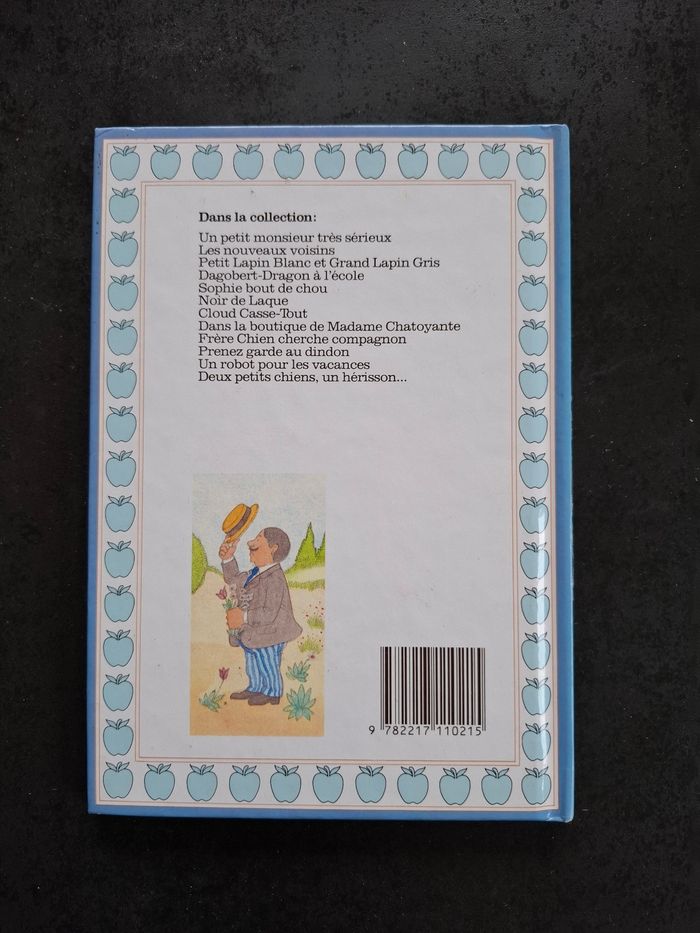 Dans la collection:
Un petit monsieur très sérieux
Les nouveaux voisins
Petit Lapin Blanc et Grand Lapin Gris
Dagobert-Dragon à l'école
Sophie bout de chou
Noir de Laque
Cloud Casse-Tout
Dans la boutique de Madame Chatoyante
Frère Chien cherche compagnon
Prenez garde au dindon
Un robot pour les vacances
Deux petits chiens, un hérisson...
9 782217 110215